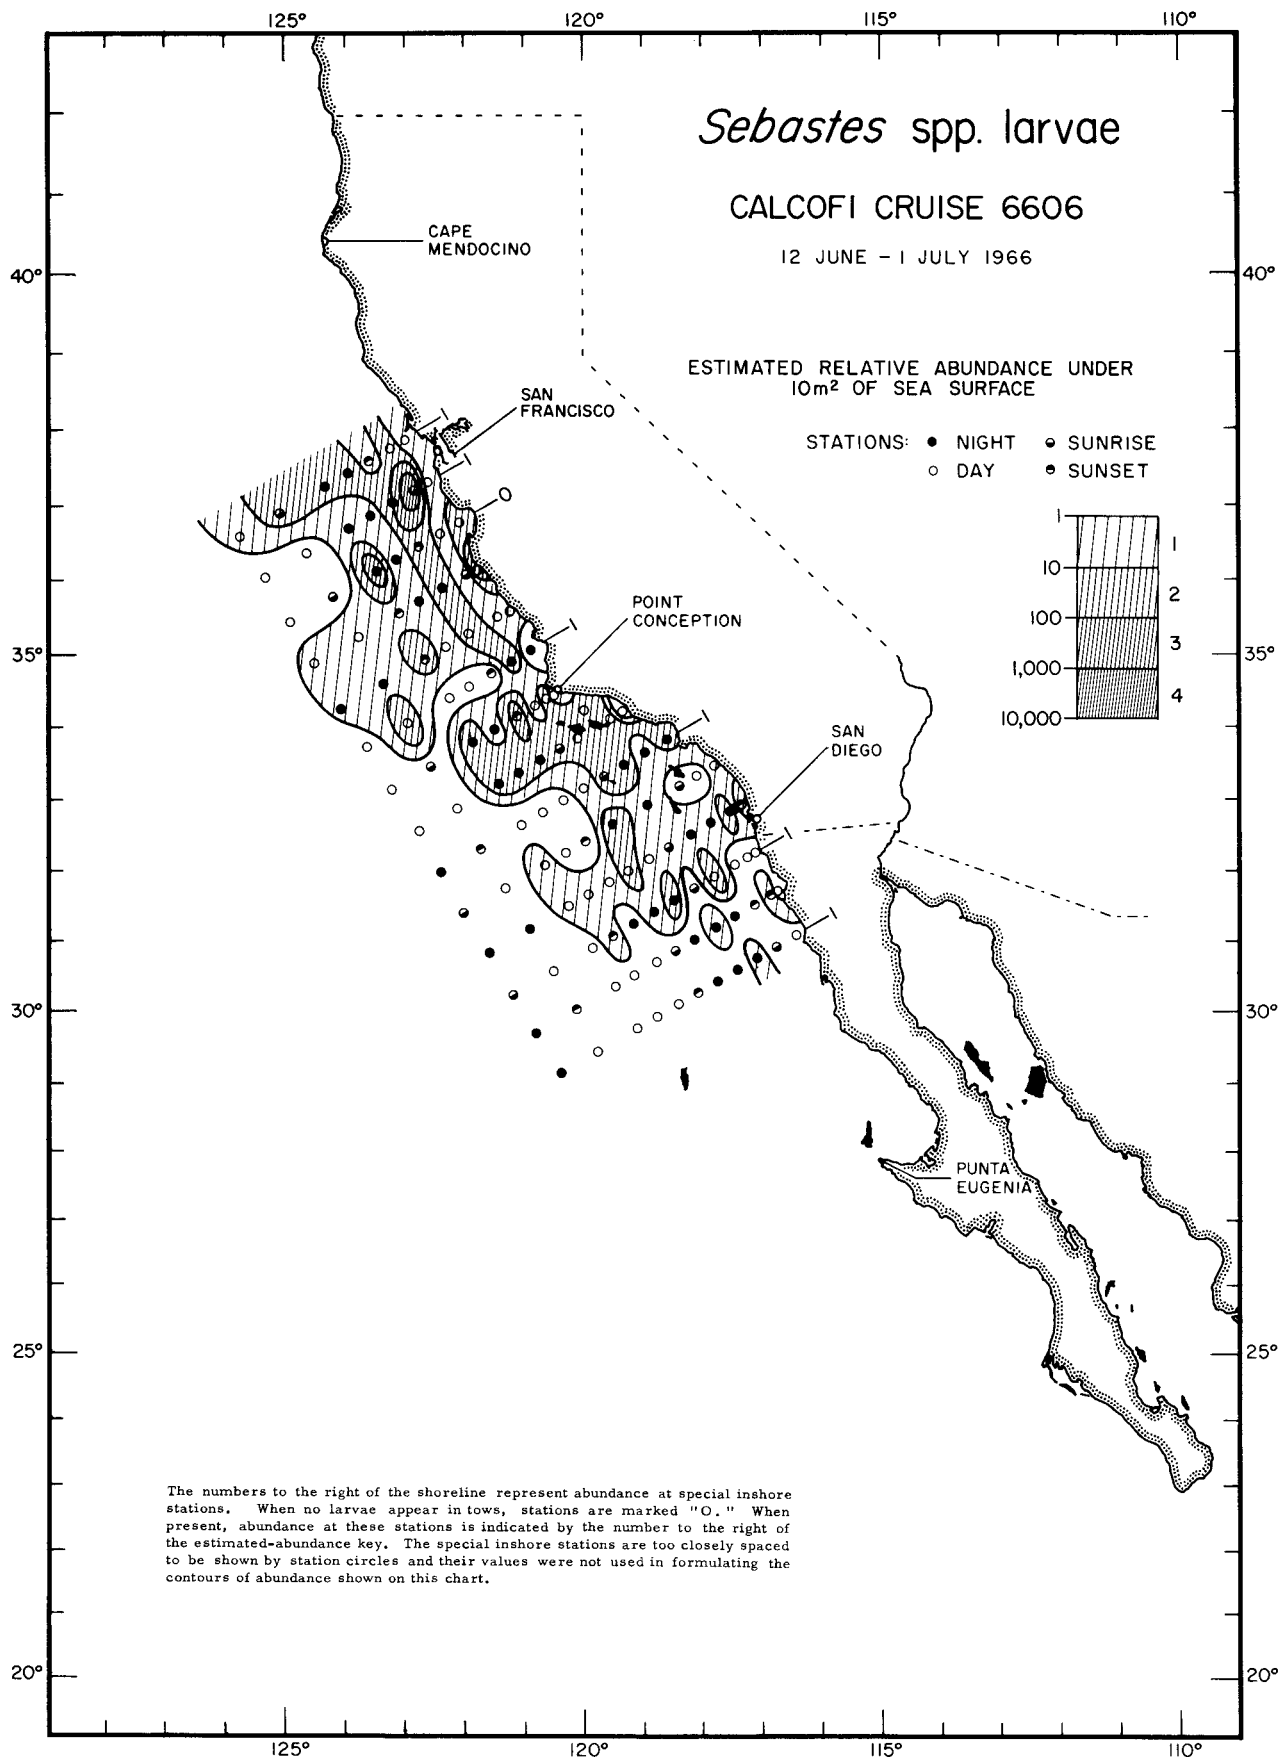 125° 120° 115° 110°
Sebastes spp. larvae
CALCOFI CRUISE 6606
12 JUNE – 1 JULY 1966
CAPE
MENDOCINO
40° 40°
ESTIMATED RELATIVE ABUNDANCE UNDER
10m² OF SEA SURFACE
SAN
FRANCISCO
STATIONS: ● NIGHT ◒ SUNRISE
○ DAY ◓ SUNSET
O
1
1
10
2
100
3
1,000
4
10,000
POINT
CONCEPTION
35° 35°
SAN
DIEGO
30° 30°
PUNTA
EUGENIA
25° 25°
The numbers to the right of the shoreline represent abundance at special inshore
stations. When no larvae appear in tows, stations are marked "O." When
present, abundance at these stations is indicated by the number to the right of
the estimated-abundance key. The special inshore stations are too closely spaced
to be shown by station circles and their values were not used in formulating the
contours of abundance shown on this chart.
20° 20°
125° 120° 115° 110°